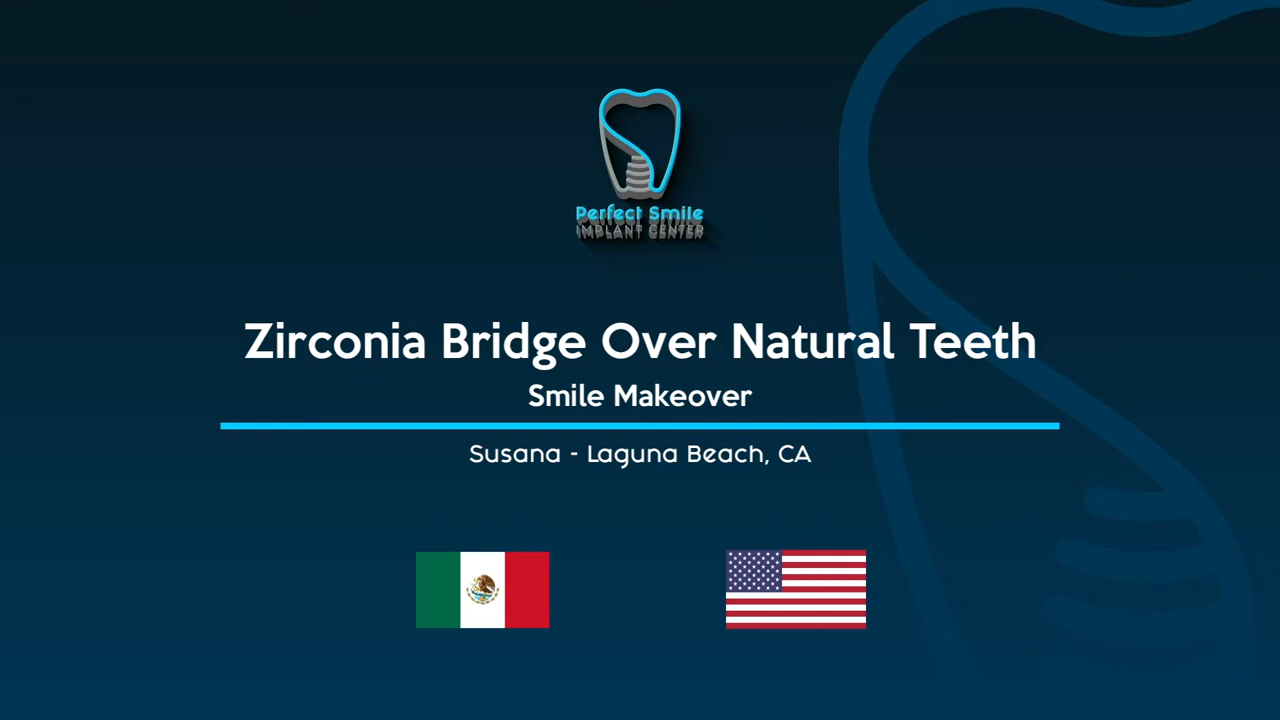 Perfect Smile
IMPLANT CENTER
Zirconia Bridge Over Natural Teeth
Smile Makeover
Susana - Laguna Beach, CA